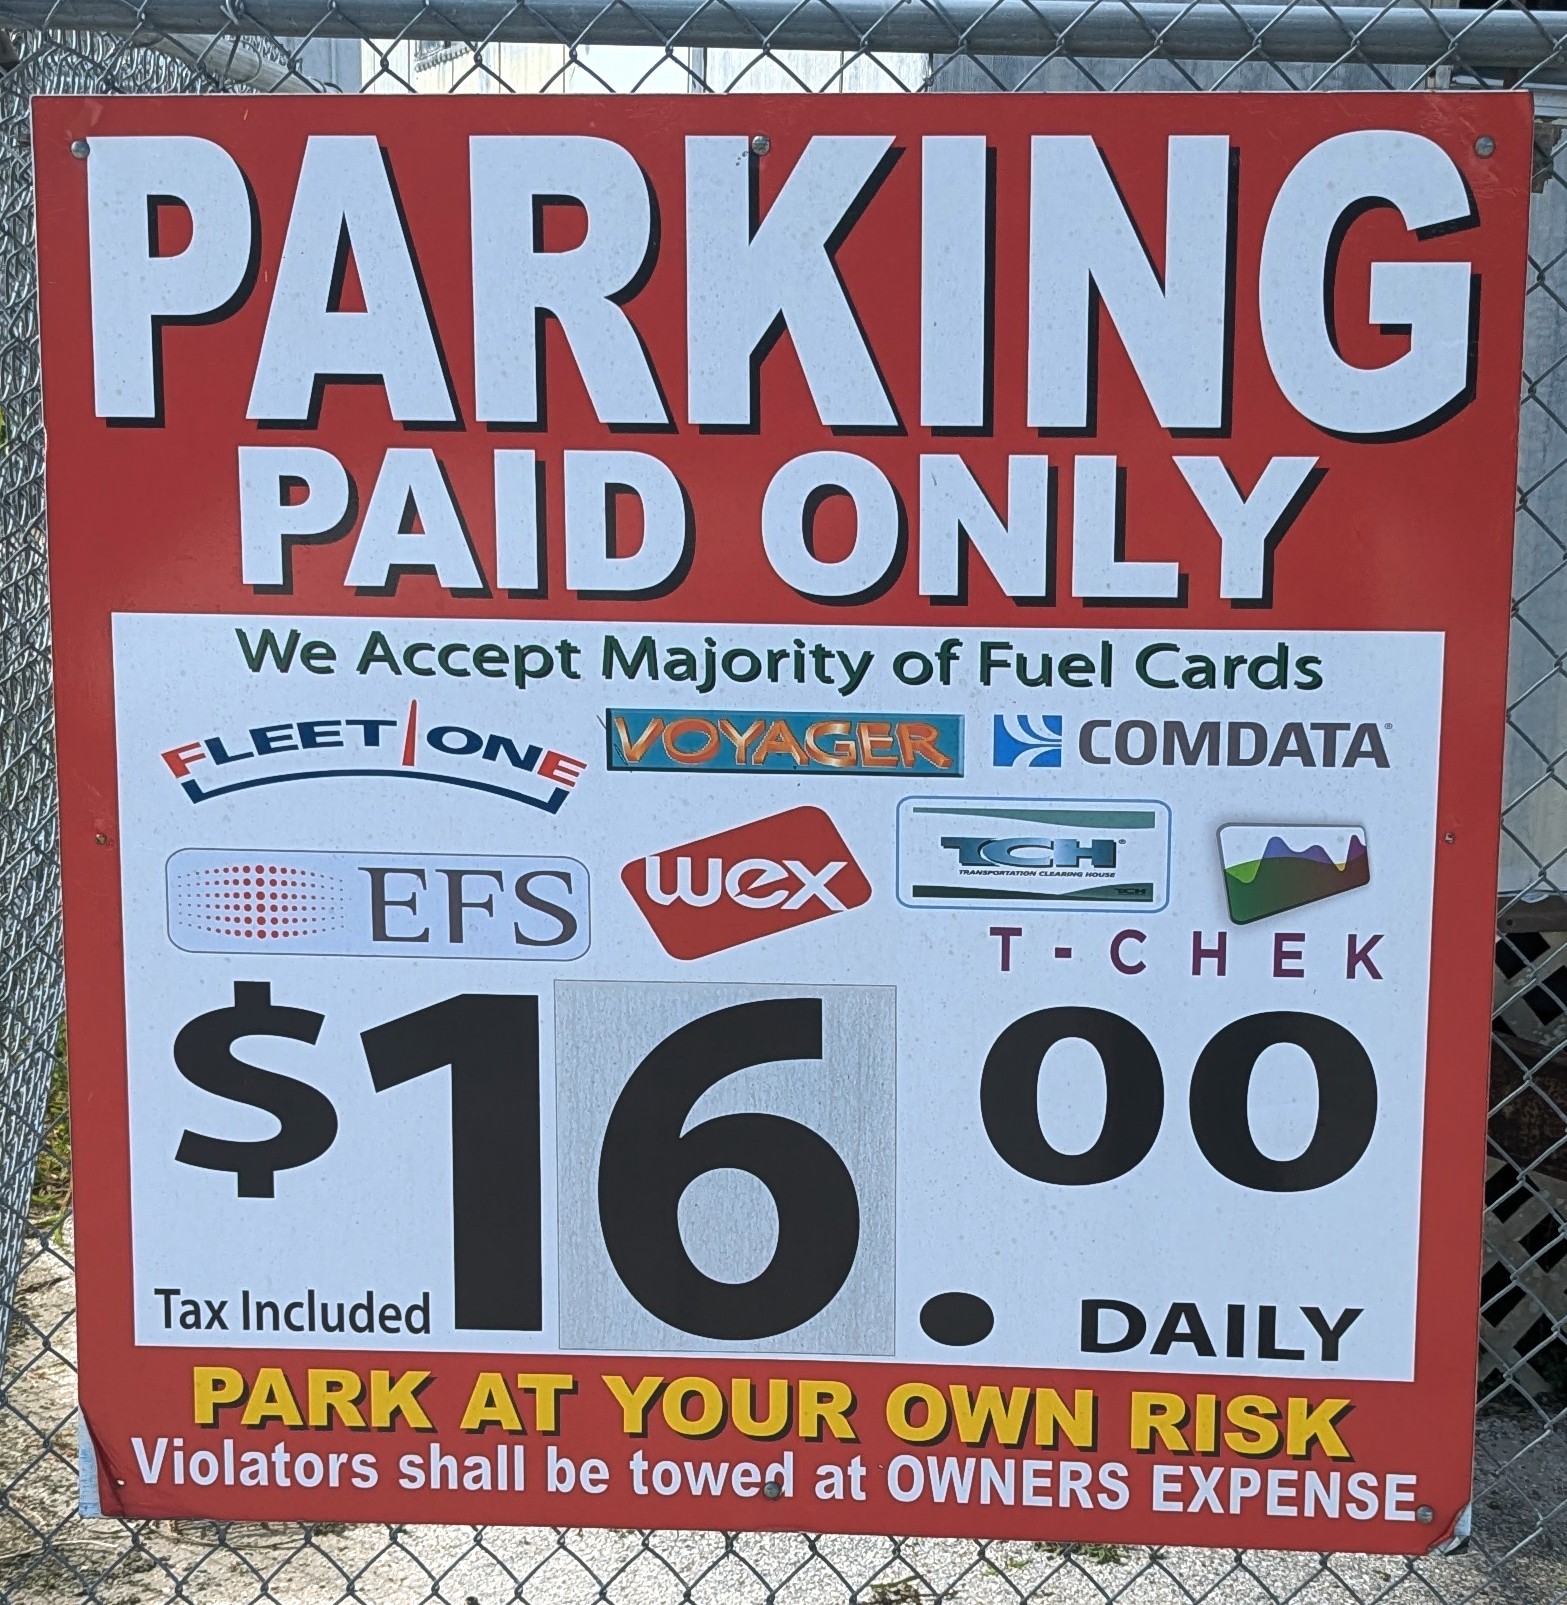 PARKING
PAID ONLY
We Accept Majority of Fuel Cards
FLEET ONE VOYAGER COMDATA®
EFS wex TCH®
TRANSPORTATION CLEARING HOUSE
TCH
T-CHEK
$16.00
Tax Included DAILY
PARK AT YOUR OWN RISK
Violators shall be towed at OWNERS EXPENSE.